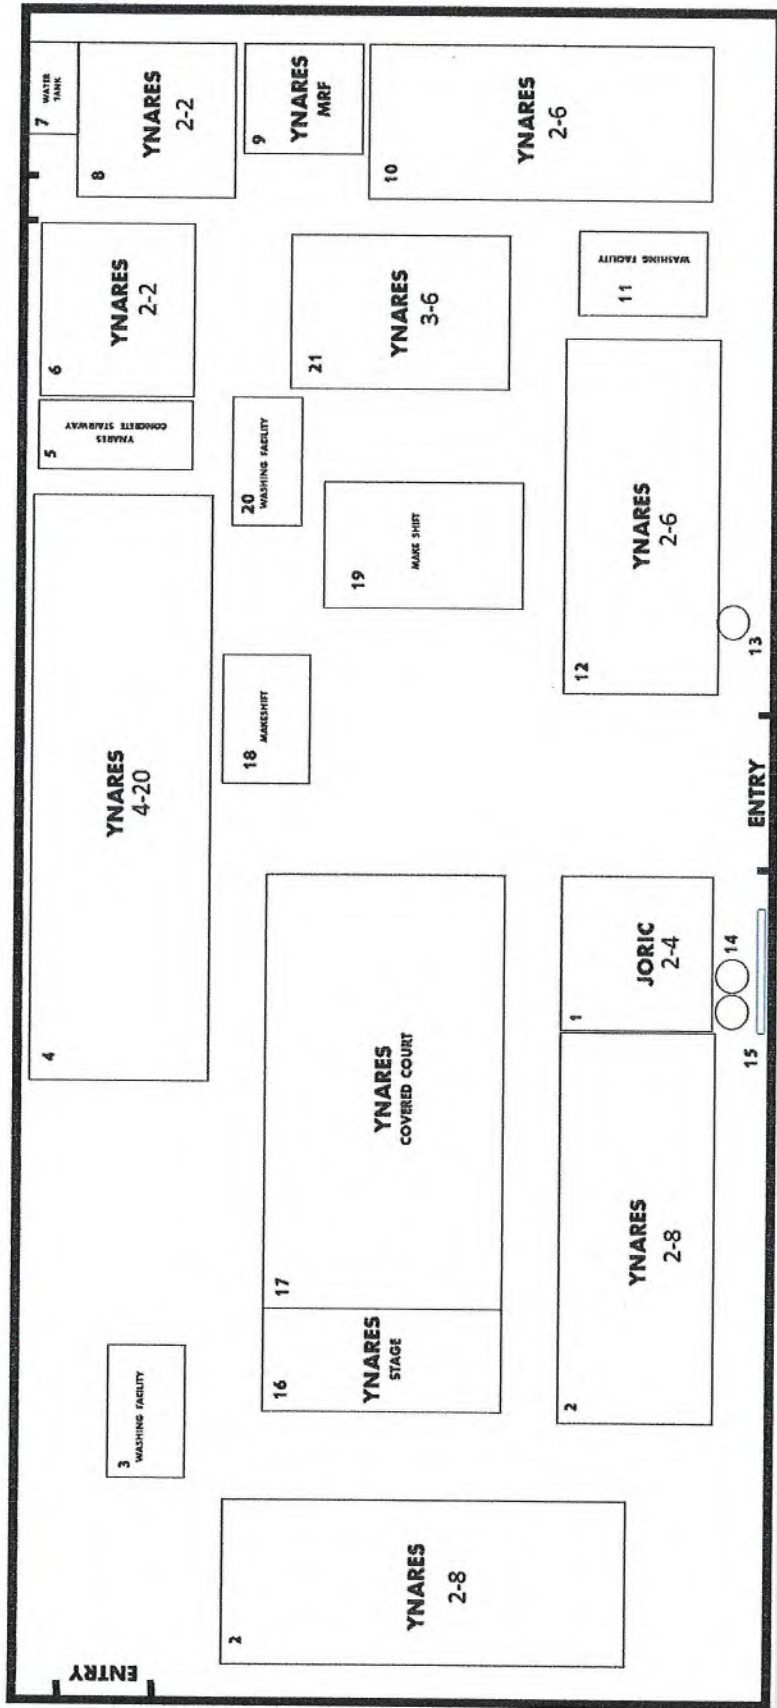 7 WATER
TANK
8
YNARES
2-2
9
YNARES
MRF
10
YNARES
2-6
6
YNARES
2-2
21
YNARES
3-6
11
WASHING FACILITY
5
YNARES
CONCRETE STAIRWAY
20
WASHING FACILITY
19
MAKE SHIFT
12
YNARES
2-6
13
4
YNARES
4-20
18 MAKESHIFT
ENTRY
17
YNARES
COVERED COURT
1
JORIC
2-4
14
15
16
YNARES
STAGE
2
YNARES
2-8
3
WASHING FACILITY
2
YNARES
2-8
ENTRY